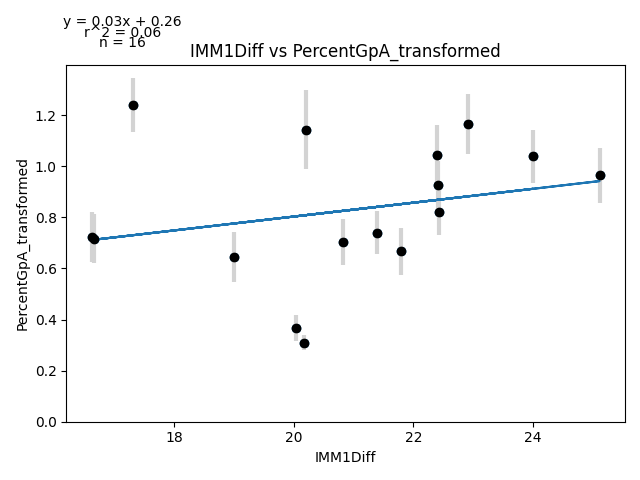 y = 0.03x + 0.26
r^2 = 0.06
n = 16
IMM1Diff vs PercentGpA_transformed
PercentGpA_transformed
1.2
1.0
0.8
0.6
0.4
0.2
0.0
18 20 22 24
IMM1Diff